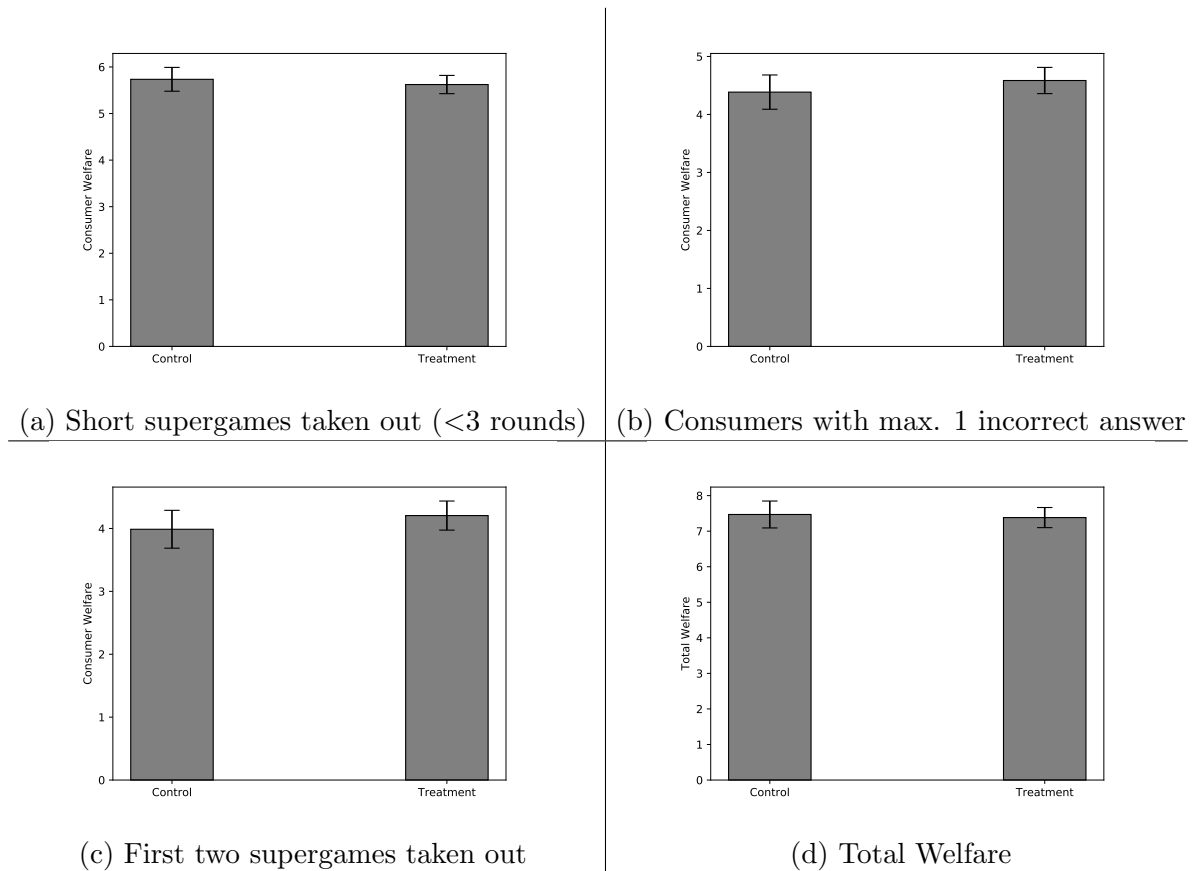 6
5
4
3
2
1
0
Consumer Welfare
Control
Treatment
(a) Short supergames taken out (<3 rounds)
5
4
3
2
1
0
Consumer Welfare
Control
Treatment
(b) Consumers with max. 1 incorrect answer
4
3
2
1
0
Consumer Welfare
Control
Treatment
(c) First two supergames taken out
8
7
6
5
4
3
2
1
0
Total Welfare
Control
Treatment
(d) Total Welfare